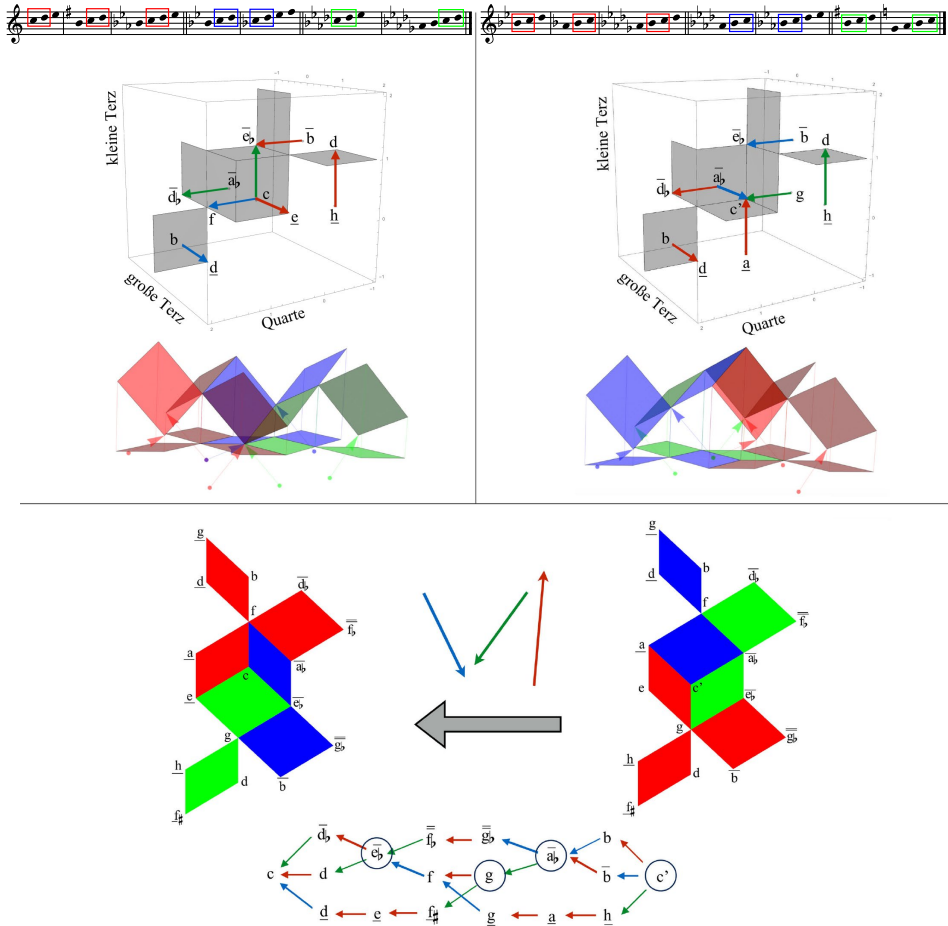 kleine Terz
e̅♭ b̅ d
a̅♭ c
d̅♭
f e̲ h̲
b
d̲
große Terz
Quarte
kleine Terz
e̅♭ b̅ d
a̅♭ g
d̅♭
c’ h̲
b
d̲ a̲
große Terz
Quarte
g̲
b
d̲ d̅♭
f
f̿♭
a̲
a̅♭
c
e̲ e̅♭
g
g̿♭
h̲
d b̅
f̲♯
g̲
b
d̲ d̅♭
f
f̿♭
a̲
a̅♭
e c’
e̅♭
g
g̿♭
h̲
d b̅
f̲♯
d̅♭ e̅♭ f̿♭ g̿♭ a̅♭ b
c d f g b̅ c’
d̲ e̲ f̲♯ g̲ a̲ h̲